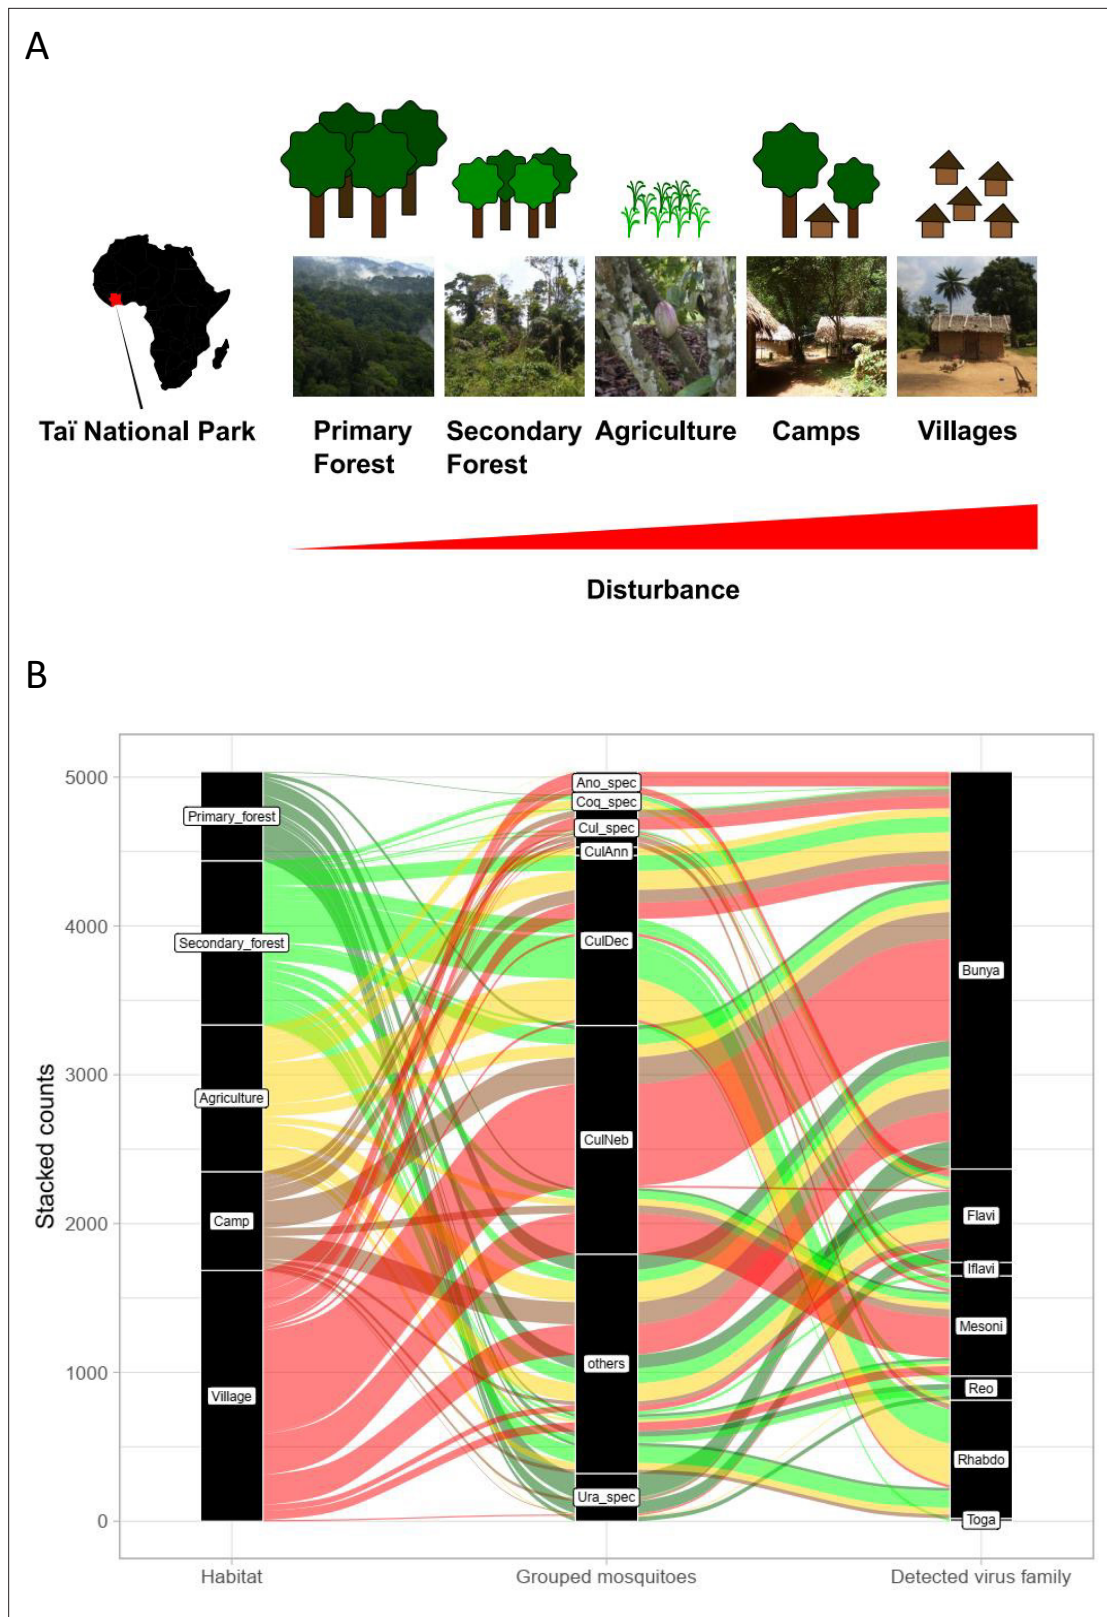 A
Taï National Park
Primary
Forest
Secondary
Forest
Agriculture
Camps
Villages
Disturbance
B
Stacked counts
5000
4000
3000
2000
1000
0
Primary_forest
Secondary_forest
Agriculture
Camp
Village
Ano_spec
Coq_spec
Cul_spec
CulAnn
CulDec
CulNeb
others
Ura_spec
Bunya
Flavi
Iflavi
Mesoni
Reo
Rhabdo
Toga
Habitat
Grouped mosquitoes
Detected virus family